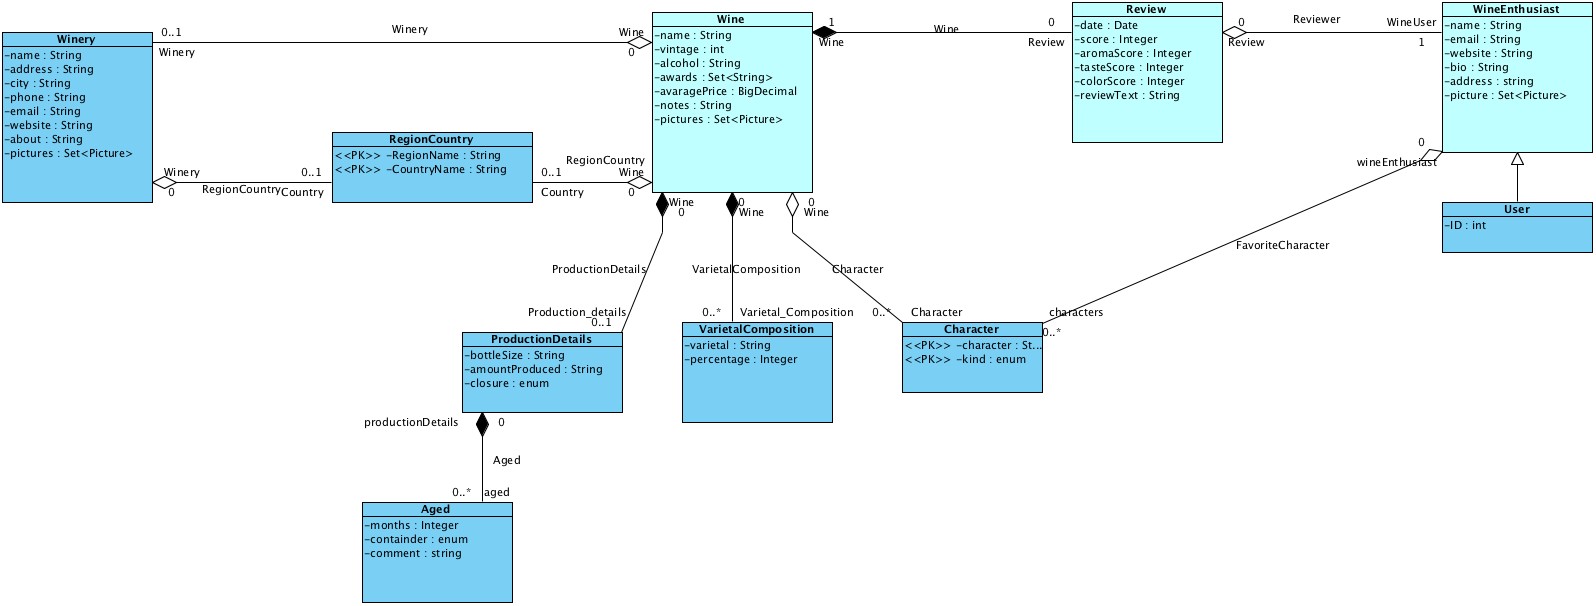 Winery
-name : String
-address : String
-city : String
-phone : String
-email : String
-website : String
-about : String
-pictures : Set<Picture>
0..1
Winery
Winery
Wine
0
Winery
0
RegionCountry
0..1
Country
RegionCountry
<<PK>> -RegionName : String
<<PK>> -CountryName : String
0..1
Country
RegionCountry
Wine
0
Wine
-name : String
-vintage : int
-alcohol : String
-awards : Set<String>
-avaragePrice : BigDecimal
-notes : String
-pictures : Set<Picture>
1
Wine
Wine
0
Review
Review
-date : Date
-score : Integer
-aromaScore : Integer
-tasteScore : Integer
-colorScore : Integer
-reviewText : String
0
Review
Reviewer
WineUser
1
WineEnthusiast
-name : String
-email : String
-website : String
-bio : String
-address : string
-picture : Set<Picture>
0
wineEnthusiast
User
-ID : int
FavoriteCharacter
characters
0..*
Wine
0
ProductionDetails
Production_details
0..1
0
Wine
VarietalComposition
0..*
Varietal_Composition
0
Wine
Character
0..*
Character
ProductionDetails
-bottleSize : String
-amountProduced : String
-closure : enum
VarietalComposition
-varietal : String
-percentage : Integer
Character
<<PK>> -character : St...
<<PK>> -kind : enum
productionDetails
0
Aged
0..*
aged
Aged
-months : Integer
-containder : enum
-comment : string